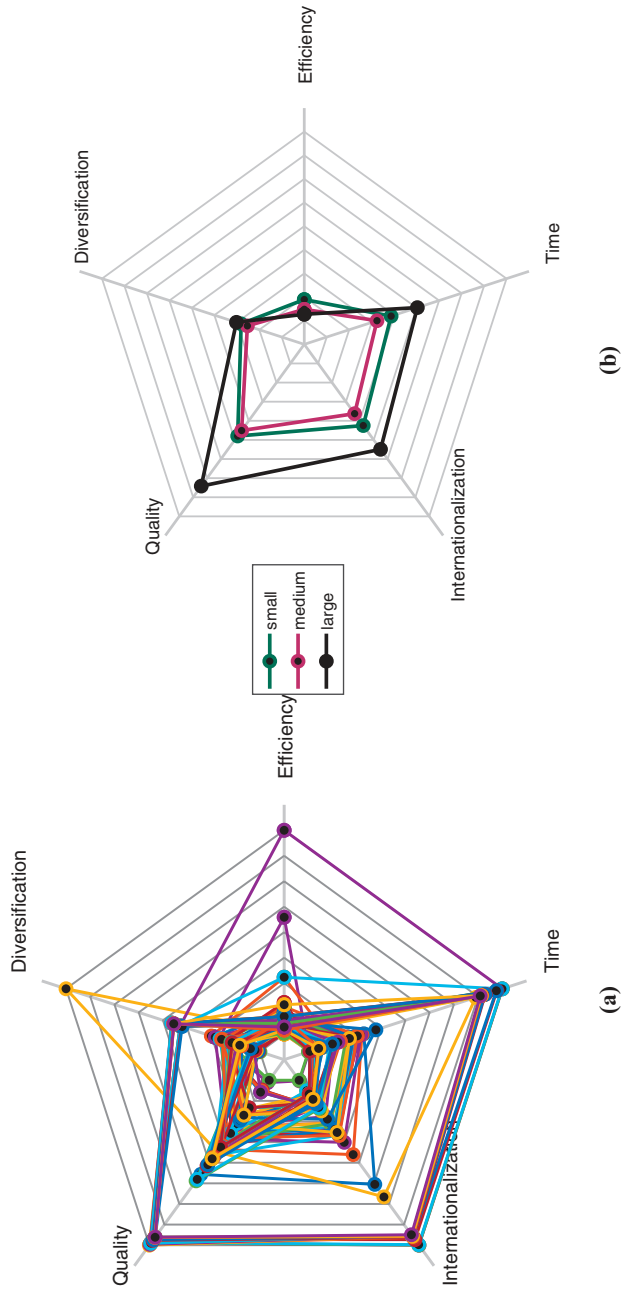 Efficiency
Diversification
Time
Quality
Internationalization
(b)
small
medium
large
Efficiency
Diversification
Time
Quality
Internationalization
(a)